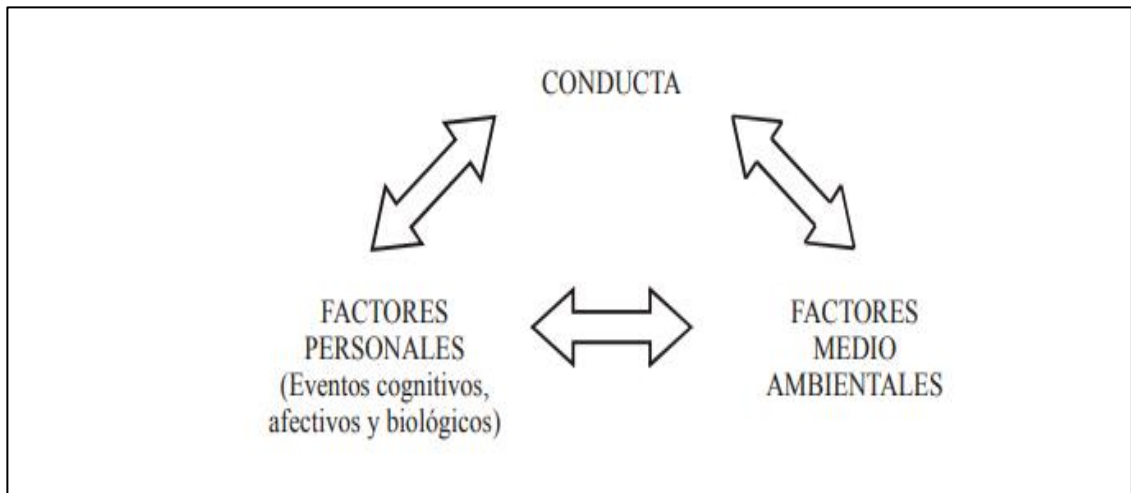 CONDUCTA
FACTORES
PERSONALES
(Eventos cognitivos,
afectivos y biológicos)
FACTORES
MEDIO
AMBIENTALES